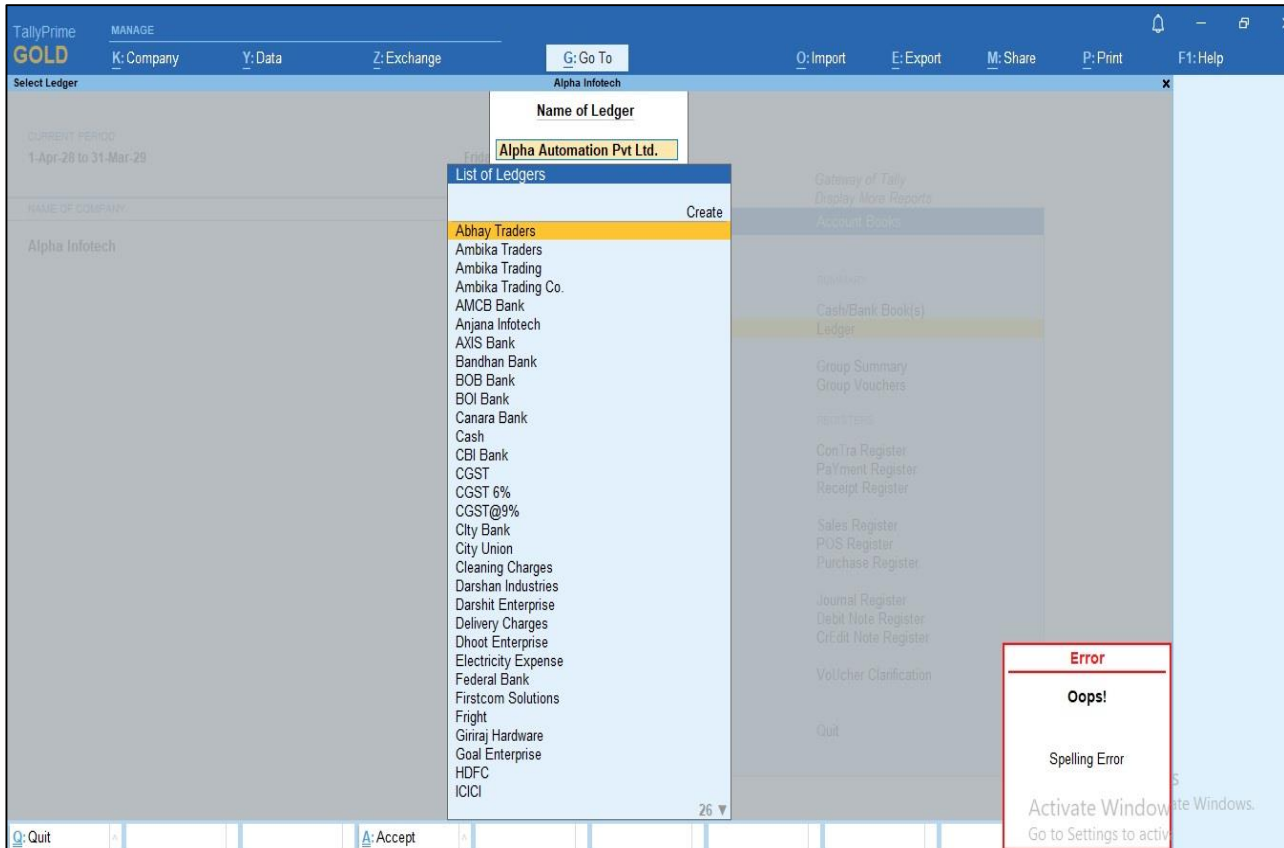 TallyPrime
GOLD
MANAGE
K: Company
Y: Data
Z: Exchange
G: Go To
O: Import
E: Export
M: Share
P: Print
F1: Help
Select Ledger
Alpha Infotech
x
CURRENT PERIOD
1-Apr-28 to 31-Mar-29
NAME OF COMPANY
Alpha Infotech
Name of Ledger
Alpha Automation Pvt Ltd.
List of Ledgers
Create
Abhay Traders
Ambika Traders
Ambika Trading
Ambika Trading Co.
AMCB Bank
Anjana Infotech
AXIS Bank
Bandhan Bank
BOB Bank
BOI Bank
Canara Bank
Cash
CBI Bank
CGST
CGST 6%
CGST@9%
CIty Bank
City Union
Cleaning Charges
Darshan Industries
Darshit Enterprise
Delivery Charges
Dhoot Enterprise
Electricity Expense
Federal Bank
Firstcom Solutions
Fright
Giriraj Hardware
Goal Enterprise
HDFC
ICICI
26 ▼
Gateway of Tally
Display More Reports
Account Books
SUMMARY
Cash/Bank Book(s)
Ledger
Group Summary
Group Vouchers
REGISTERS
ConTra Register
PaYment Register
Receipt Register
Sales Register
POS Register
Purchase Register
Journal Register
Debit Note Register
CrEdit Note Register
VoUcher Clarification
Quit
Error
Oops!
Spelling Error
Activate Window
Go to Settings to activ
ate Windows.
Q: Quit
A: Accept